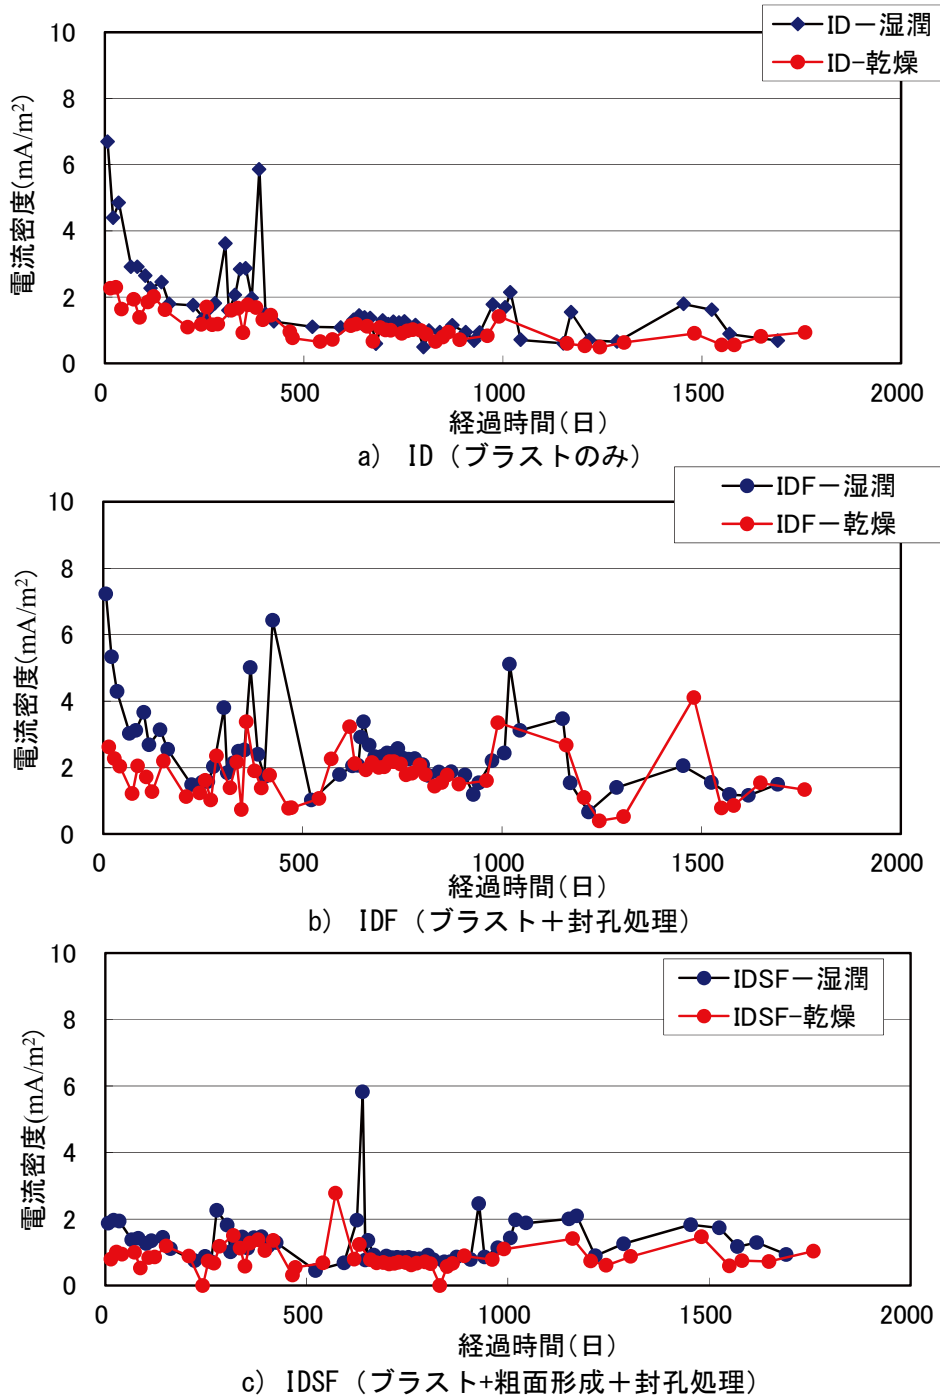 ID－湿潤
ID-乾燥
電流密度(mA/m²)
10
8
6
4
2
0
0
500
1000
1500
2000
経過時間(日)
a) ID（ブラストのみ）
IDF－湿潤
IDF－乾燥
電流密度(mA/m²)
10
8
6
4
2
0
0
500
1000
1500
2000
経過時間(日)
b) IDF（ブラスト＋封孔処理）
IDSF－湿潤
IDSF-乾燥
電流密度(mA/m²)
10
8
6
4
2
0
0
500
1000
1500
2000
経過時間(日)
c) IDSF（ブラスト+粗面形成＋封孔処理）